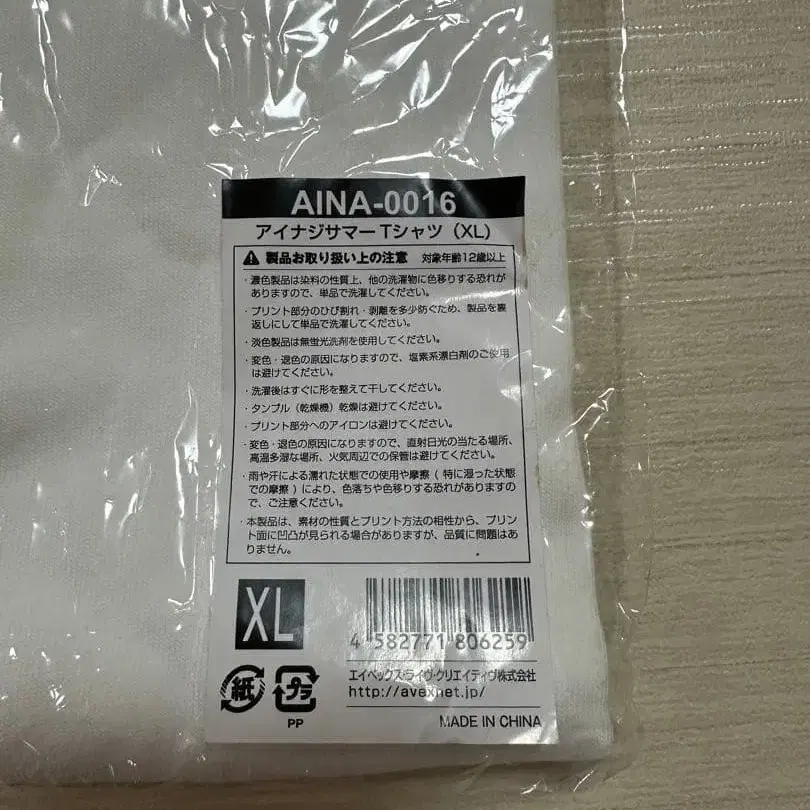 AINA-0016
アイナジサマーTシャツ（XL）
製品お取り扱い上の注意 対象年齢12歳以上
・濃色製品は染料の性質上、他の洗濯物に色移りする恐れが
ありますので、単品で洗濯してください。
・プリント部分のひび割れ・剥離を多少防ぐため、製品を裏
返しにして単品で洗濯してください。
・淡色製品は無蛍光洗剤を使用してください。
・変色・退色の原因になりますので、塩素系漂白剤のご使用
は避けてください。
・洗濯後はすぐに形を整えて干してください。
・タンブル（乾燥機）乾燥は避けてください。
・プリント部分へのアイロンは避けてください。
・変色・退色の原因になりますので、直射日光の当たる場所、
高温多湿な場所、火気周辺での保管は避けてください。
・雨や汗による濡れた状態での使用や摩擦（特に湿った状態
での摩擦）により、色落ちや色移りする恐れがありますの
で、ご注意ください。
・本製品は、素材の性質とプリント方法の相性から、プリン
ト面に凹凸が見られる場合がありますが、品質に問題はあ
りません。
XL
4 582771 806259
紙 プラ
PP
エイベックス・ライヴ・クリエイティヴ株式会社
http://avexnet.jp/
MADE IN CHINA